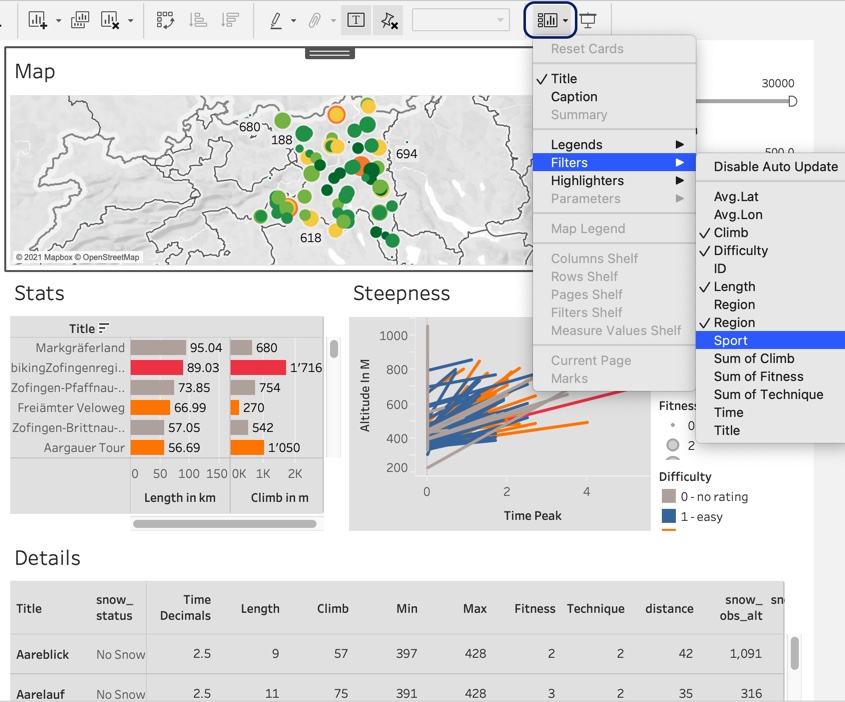 T
Reset Cards
Title
Caption
Summary
Legends
Filters
Highlighters
Parameters
Map Legend
Columns Shelf
Rows Shelf
Pages Shelf
Filters Shelf
Measure Values Shelf
Current Page
Marks
Disable Auto Update
Avg.Lat
Avg.Lon
Climb
Difficulty
ID
Length
Region
Region
Sport
Sum of Climb
Sum of Fitness
Sum of Technique
Time
Title
30000
500.0
Map
680
188
694
618
© 2021 Mapbox © OpenStreetMap
Stats
Title
Markgräferland 95.04 680
bikingZofingenregi.. 89.03 1'716
Zofingen-Pfaffnau-.. 73.85 754
Freiämter Veloweg 66.99 270
Zofingen-Brittnau-.. 57.05 542
Aargauer Tour 56.69 1'050
0 50 100 150 0K 1K 2K
Length in km Climb in m
Steepness
Altitude In M
1000
800
600
400
200
0 2 4
Time Peak
Fitness
0
2
Difficulty
0 - no rating
1 - easy
Details
Title snow_ status Time Decimals Length Climb Min Max Fitness Technique distance snow_ obs_alt sn
Aareblick No Snow 2.5 9 57 397 428 2 2 42 1,091
Aarelauf No Snow 2.5 11 75 391 428 3 2 35 316